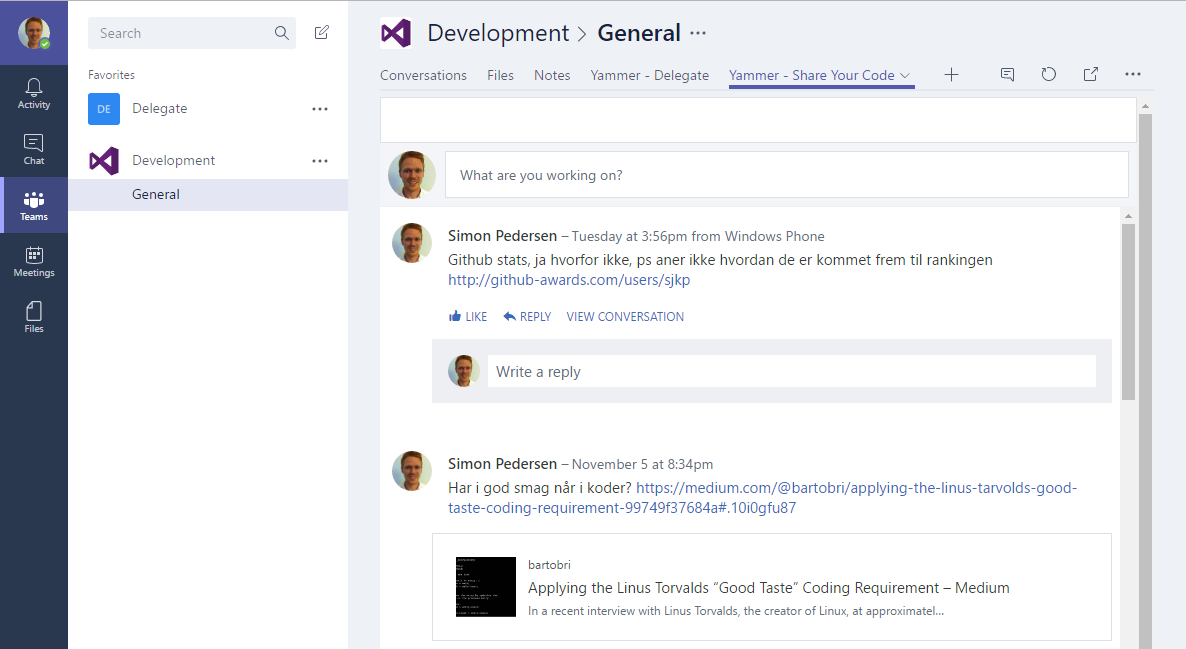 Search
Favorites
DE
Delegate
Development
General
Activity
Chat
Teams
Meetings
Files
Development > General
Conversations Files Notes Yammer - Delegate Yammer - Share Your Code
What are you working on?
Simon Pedersen – Tuesday at 3:56pm from Windows Phone
Github stats, ja hvorfor ikke, ps aner ikke hvordan de er kommet frem til rankingen
http://github-awards.com/users/sjkp
LIKE REPLY VIEW CONVERSATION
Write a reply
Simon Pedersen – November 5 at 8:34pm
Har i god smag når i koder? https://medium.com/@bartobri/applying-the-linus-tarvolds-good-
taste-coding-requirement-99749f37684a#.10i0gfu87
bartobri
Applying the Linus Torvalds “Good Taste” Coding Requirement – Medium
In a recent interview with Linus Torvalds, the creator of Linux, at approximatel...